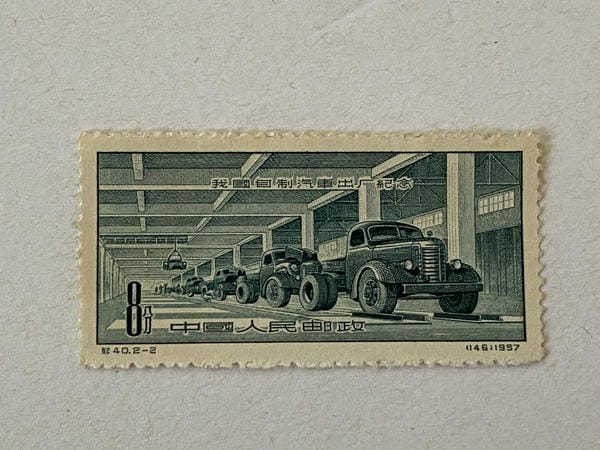 我國自制汽車出厂紀念
8分
中國人民邮政
紀40.2-2
(146)1957